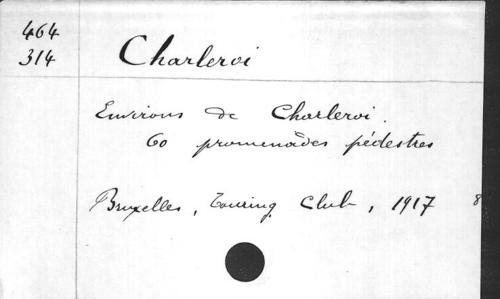 464
314
Charleroi
Environs de Charleroi.
60 promenades pédestres
Bruxelles, Touring Club, 1917 8